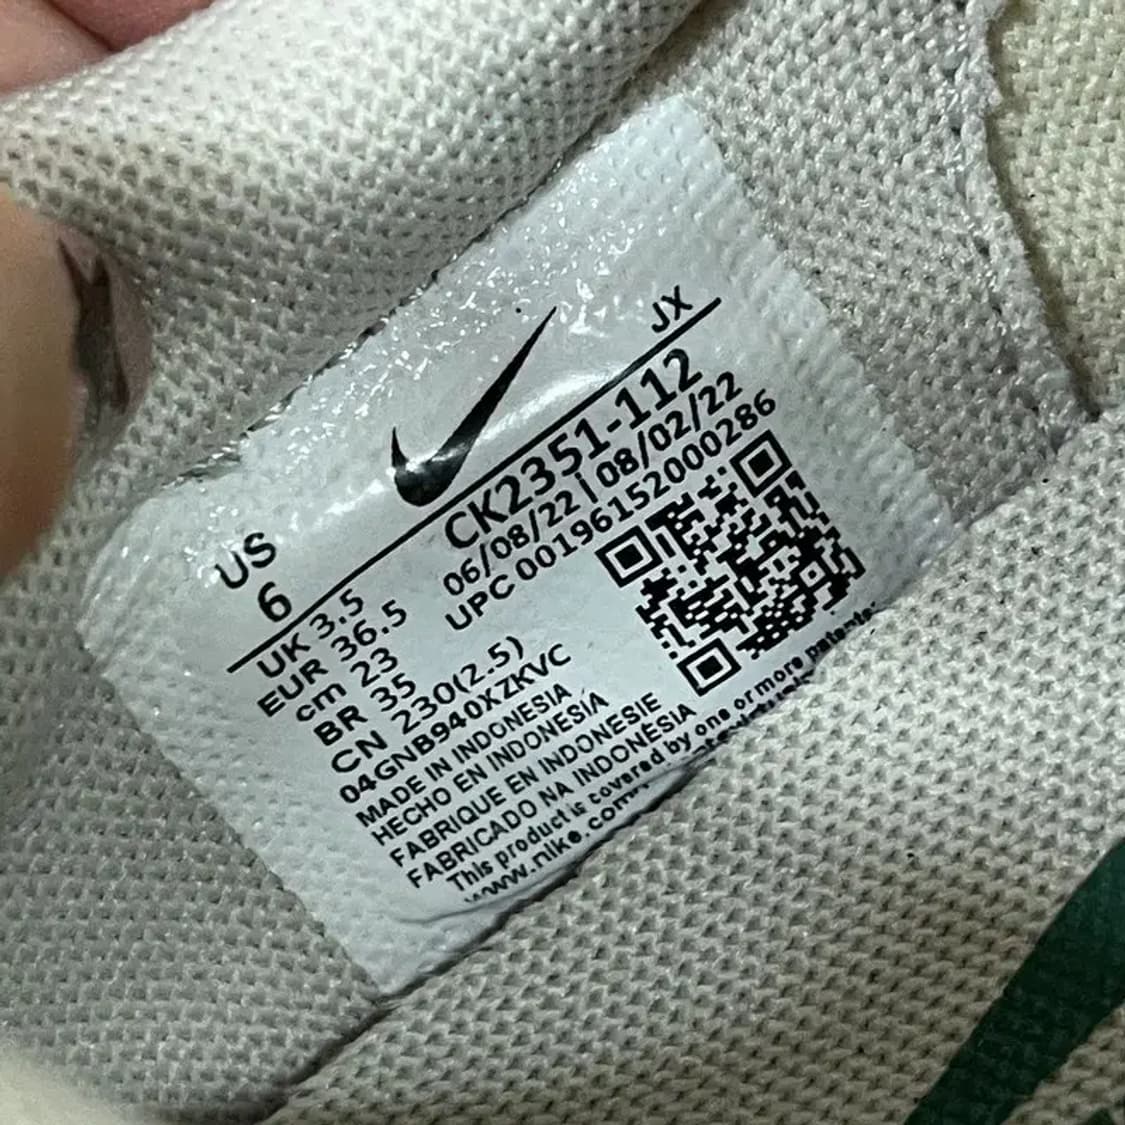 JX
US
6
CK2351-112
06/08/22 | 08/02/22
UPC 00196152000286
UK 3.5
EUR 36.5
cm 23
BR 35
CN 230(2.5)
04GNB940XZKVC
MADE IN INDONESIA
HECHO EN INDONESÍA
FABRIQUE EN INDONESIE
FABRICADO NA INDONÉSIA
This product is covered by one or more patents.
www.nike.com